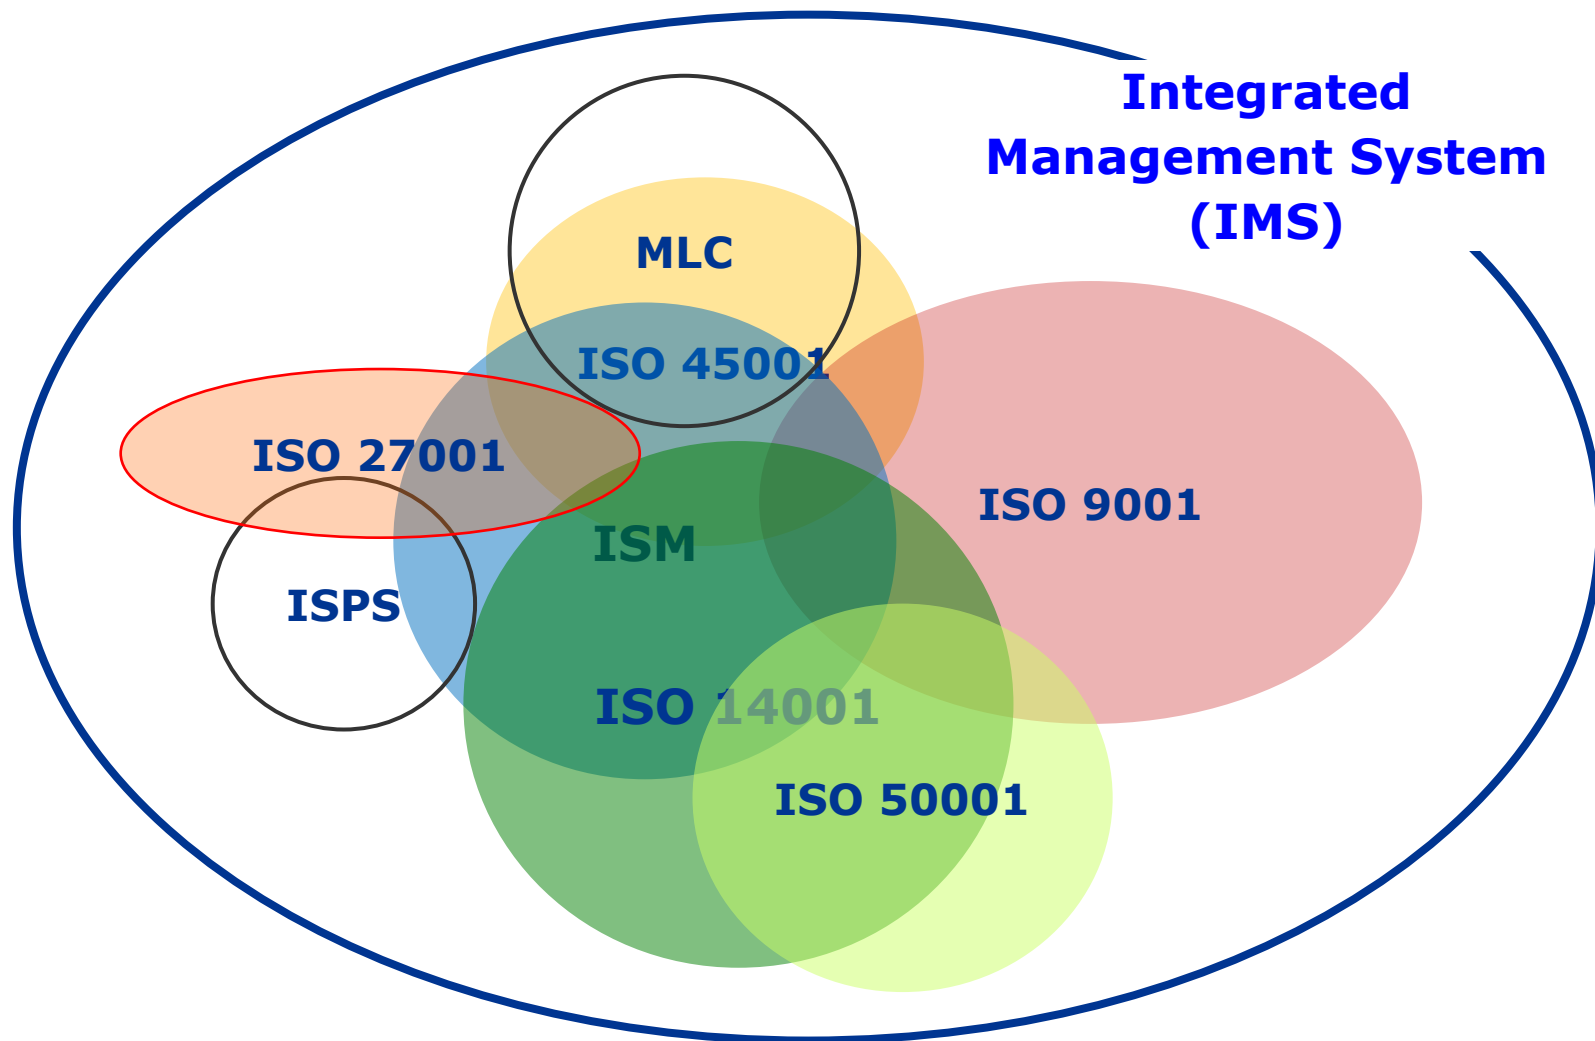 Integrated
Management System
(IMS)
MLC
ISO 45001
ISO 27001
ISO 9001
ISM
ISPS
ISO 14001
ISO 50001